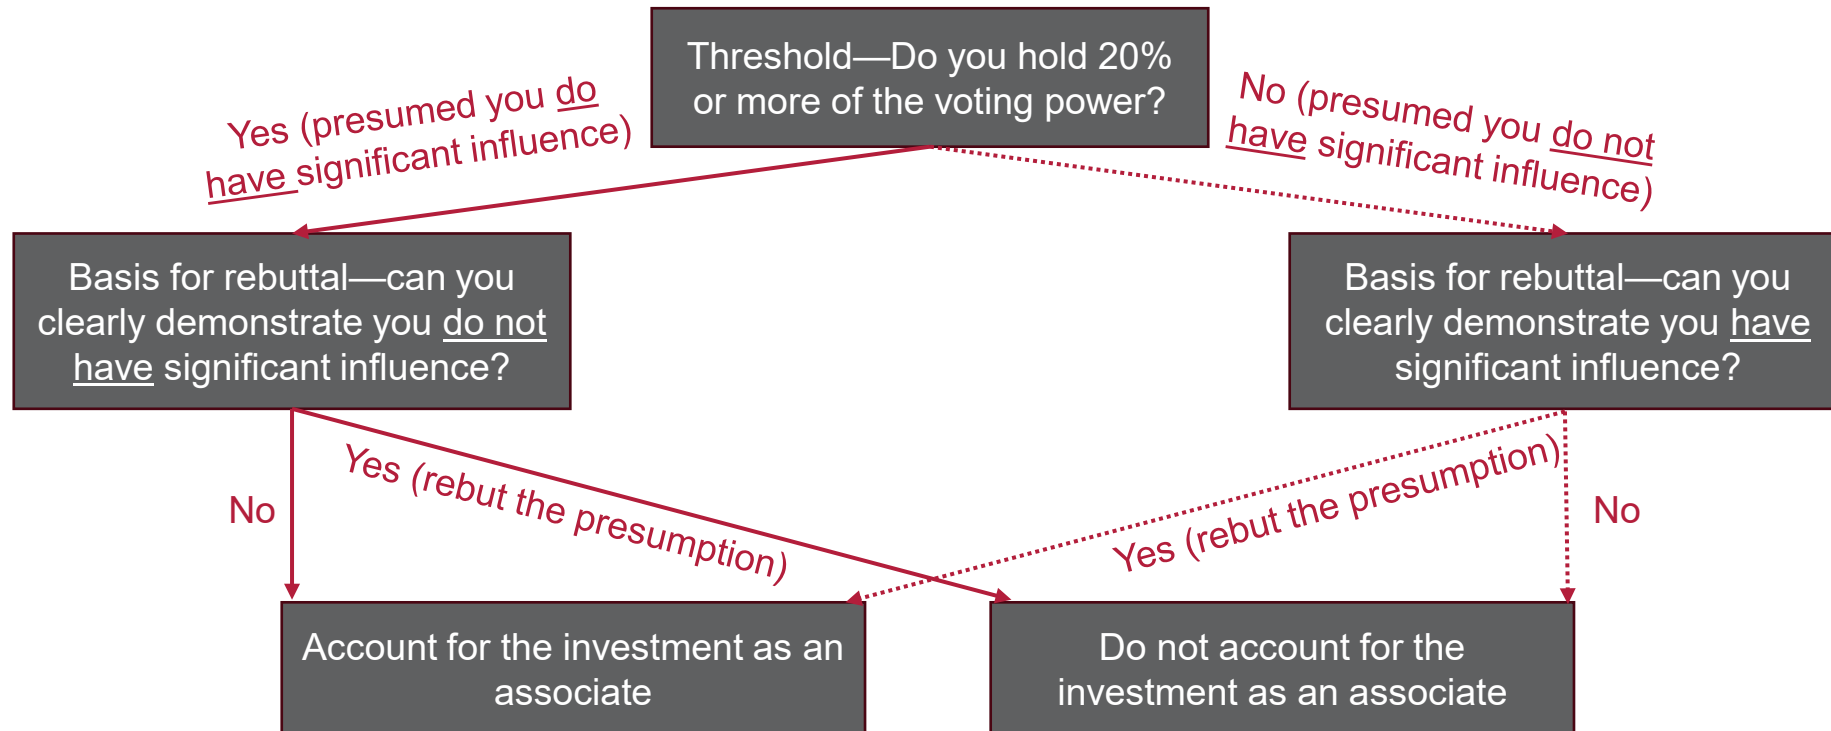 Threshold—Do you hold 20%
or more of the voting power?
Yes (presumed you do
have significant influence)
No (presumed you do not
have significant influence)
Basis for rebuttal—can you
clearly demonstrate you do not
have significant influence?
Basis for rebuttal—can you
clearly demonstrate you have
significant influence?
No
Yes (rebut the presumption)
Yes (rebut the presumption)
No
Account for the investment as an
associate
Do not account for the
investment as an associate